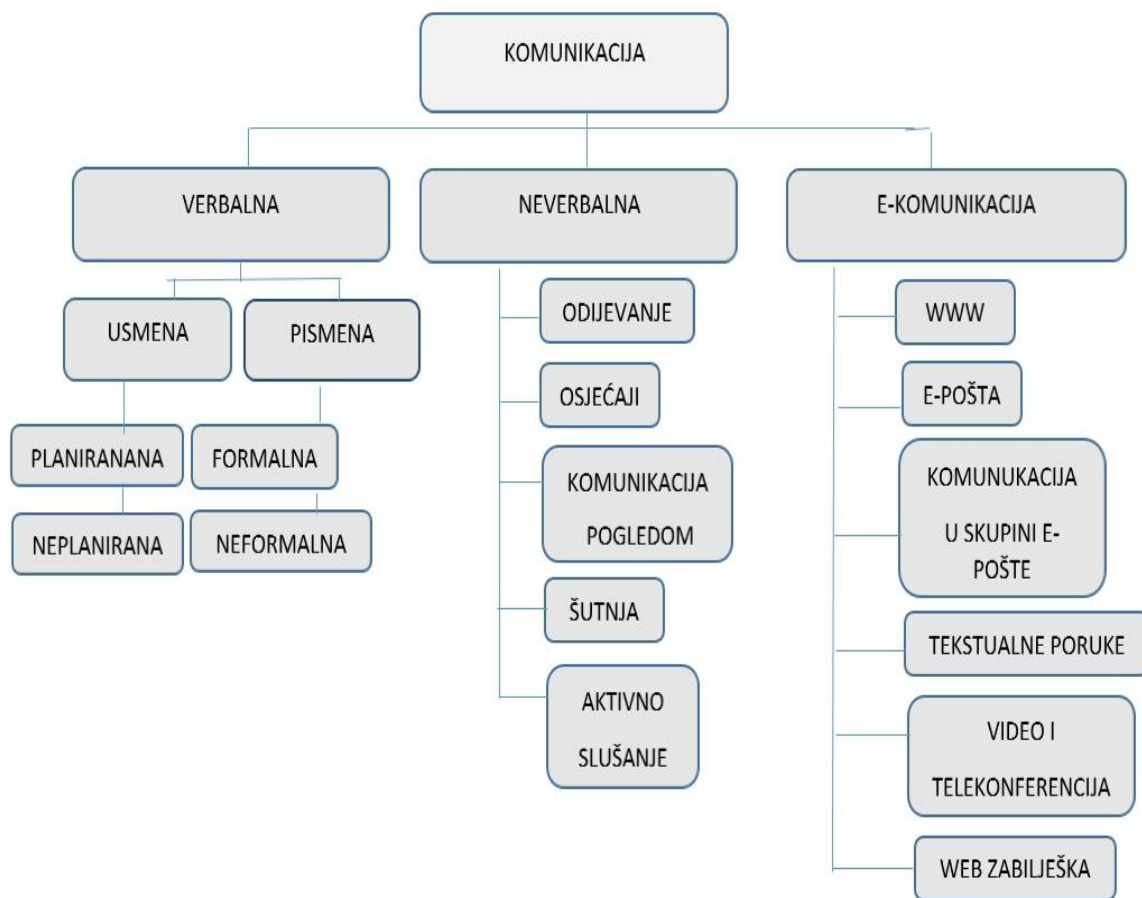 KOMUNIKACIJA
VERBALNA
NEVERBALNA
E-KOMUNIKACIJA
USMENA
PISMENA
PLANIRANANA
FORMALNA
NEPLANIRANA
NEFORMALNA
ODIJEVANJE
OSJEĆAJI
KOMUNIKACIJA
POGLEDOM
ŠUTNJA
AKTIVNO
SLUŠANJE
WWW
E-POŠTA
KOMUNUKACIJA
U SKUPINI E-
POŠTE
TEKSTUALNE PORUKE
VIDEO I
TELEKONFERENCIJA
WEB ZABILJEŠKA